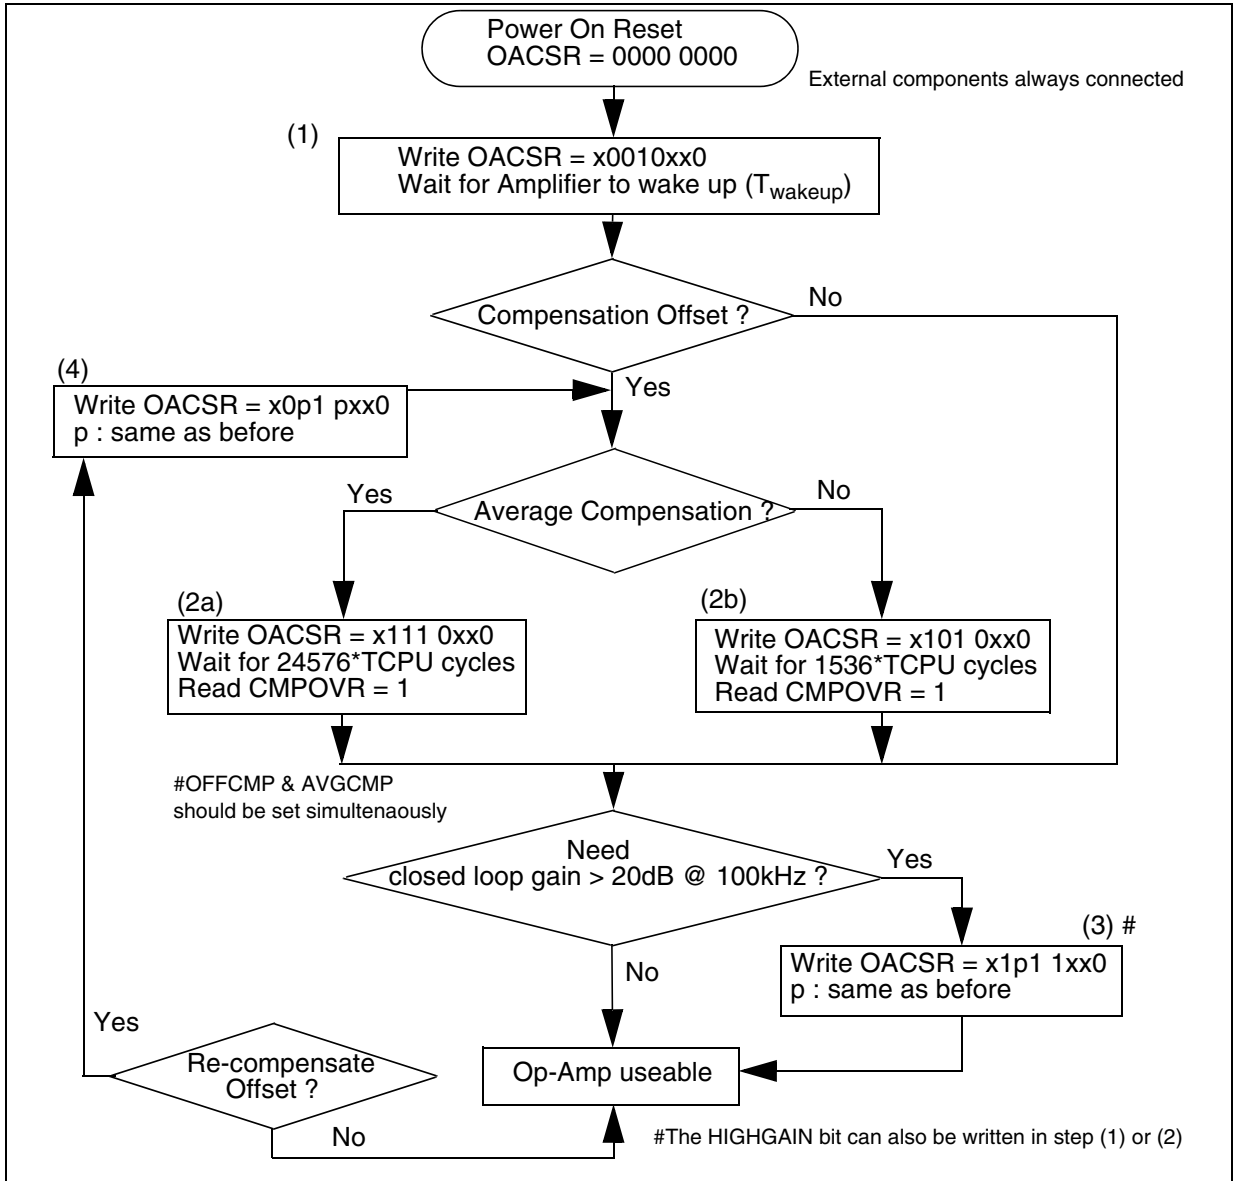 Power On Reset
OACSR = 0000 0000
External components always connected
(1)
Write OACSR = x0010xx0
Wait for Amplifier to wake up (Twakeup)
Compensation Offset ?
No
Yes
(4)
Write OACSR = x0p1 pxx0
p : same as before
Average Compensation ?
Yes
No
(2a)
Write OACSR = x111 0xx0
Wait for 24576*TCPU cycles
Read CMPOVR = 1
(2b)
Write OACSR = x101 0xx0
Wait for 1536*TCPU cycles
Read CMPOVR = 1
#OFFCMP & AVGCMP
should be set simultenaously
Need
closed loop gain > 20dB @ 100kHz ?
Yes
No
(3) #
Write OACSR = x1p1 1xx0
p : same as before
Yes
Re-compensate
Offset ?
No
Op-Amp useable
#The HIGHGAIN bit can also be written in step (1) or (2)